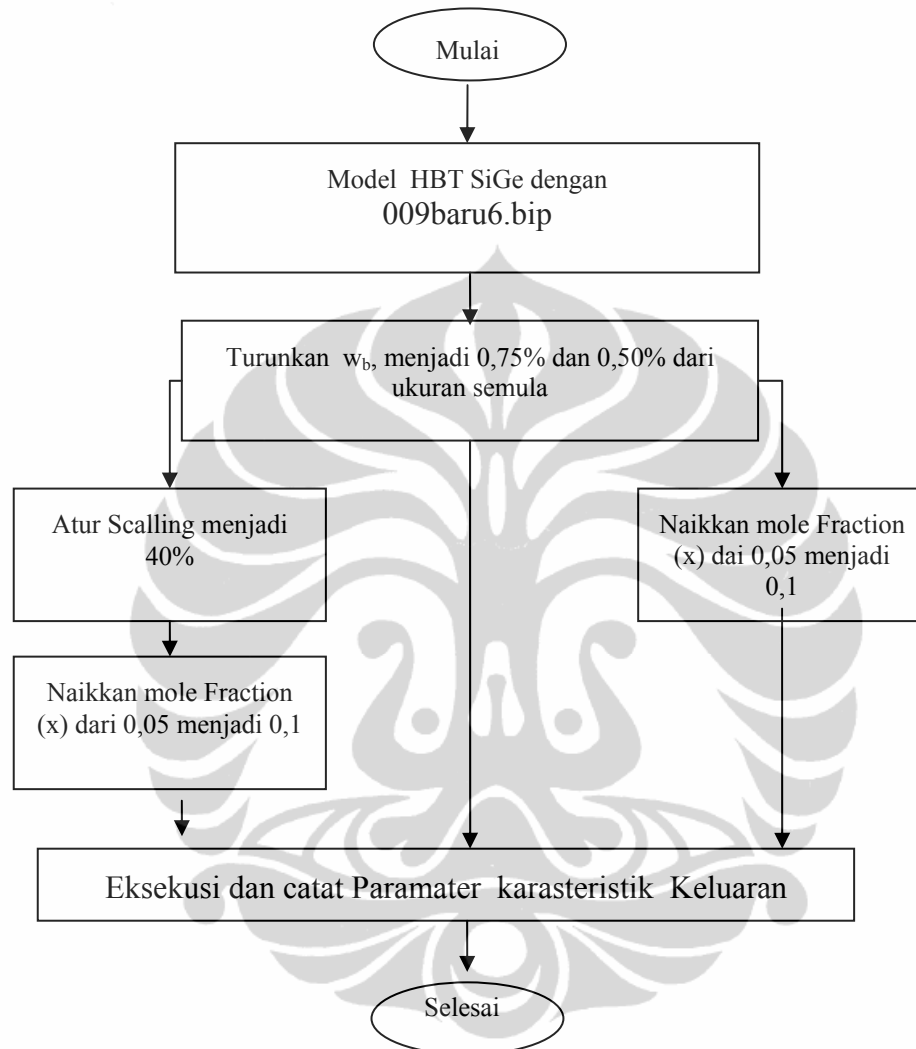 Mulai
Model HBT SiGe dengan
009baru6.bip
Turunkan wb, menjadi 0,75% dan 0,50% dari
ukuran semula
Atur Scalling menjadi
40%
Naikkan mole Fraction
(x) dari 0,05 menjadi 0,1
Naikkan mole Fraction
(x) dai 0,05 menjadi
0,1
Eksekusi dan catat Paramater karasteristik Keluaran
Selesai